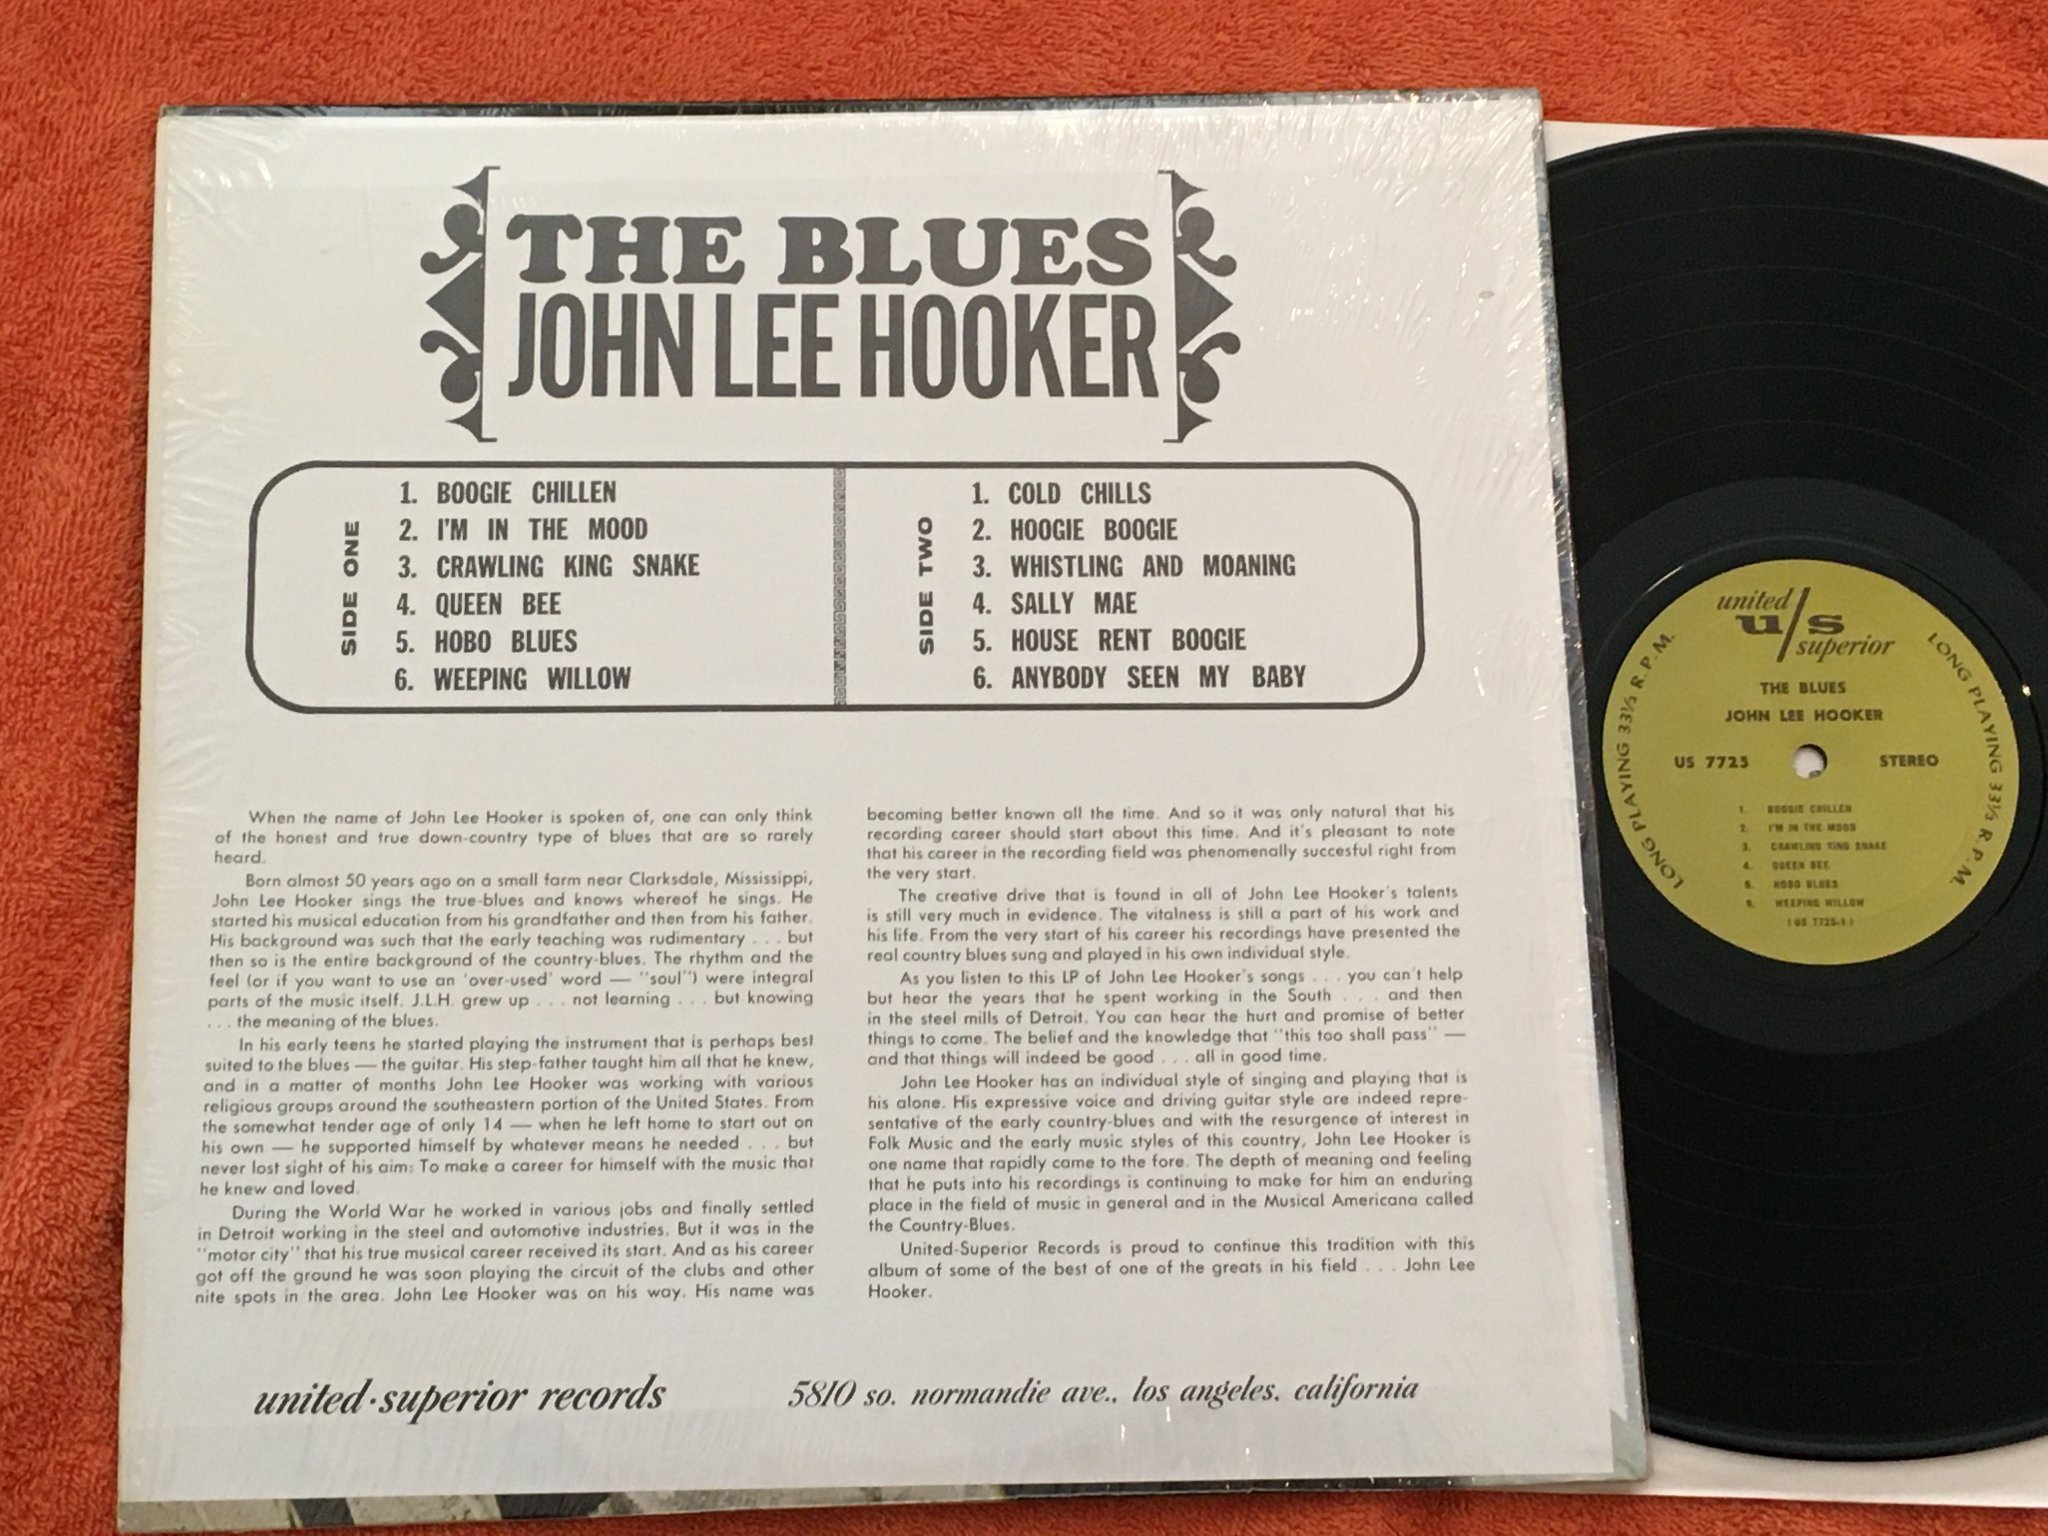 THE BLUES
JOHN LEE HOOKER
SIDE ONE
1. BOOGIE CHILLEN
2. I'M IN THE MOOD
3. CRAWLING KING SNAKE
4. QUEEN BEE
5. HOBO BLUES
6. WEEPING WILLOW
SIDE TWO
1. COLD CHILLS
2. HOOGIE BOOGIE
3. WHISTLING AND MOANING
4. SALLY MAE
5. HOUSE RENT BOOGIE
6. ANYBODY SEEN MY BABY
When the name of John Lee Hooker is spoken of, one can only think
of the honest and true down-country type of blues that are so rarely
heard.
Born almost 50 years ago on a small farm near Clarksdale, Mississippi,
John Lee Hooker sings the true-blues and knows whereof he sings. He
started his musical education from his grandfather and then from his father.
His background was such that the early teaching was rudimentary . . . but
then so is the entire background of the country-blues. The rhythm and the
feel (or if you want to use an 'over-used' word — "soul") were integral
parts of the music itself. J.L.H. grew up . . . not learning . . . but knowing
. . . the meaning of the blues.
In his early teens he started playing the instrument that is perhaps best
suited to the blues — the guitar. His step-father taught him all that he knew,
and in a matter of months John Lee Hooker was working with various
religious groups around the southeastern portion of the United States. From
the somewhat tender age of only 14 — when he left home to start out on
his own — he supported himself by whatever means he needed . . . but
never lost sight of his aim: To make a career for himself with the music that
he knew and loved.
During the World War he worked in various jobs and finally settled
in Detroit working in the steel and automotive industries. But it was in the
"motor city" that his true musical career received its start. And as his career
got off the ground he was soon playing the circuit of the clubs and other
nite spots in the area. John Lee Hooker was on his way. His name was
becoming better known all the time. And so it was only natural that his
recording career should start about this time. And it's pleasant to note
that his career in the recording field was phenomenally succesful right from
the very start.
The creative drive that is found in all of John Lee Hooker's talents
is still very much in evidence. The vitalness is still a part of his work and
his life. From the very start of his career his recordings have presented the
real country blues sung and played in his own individual style.
As you listen to this LP of John Lee Hooker's songs . . . you can't help
but hear the years that he spent working in the South . . . and then
in the steel mills of Detroit. You can hear the hurt and promise of better
things to come. The belief and the knowledge that "this too shall pass" —
and that things will indeed be good . . . all in good time.
John Lee Hooker has an individual style of singing and playing that is
his alone. His expressive voice and driving guitar style are indeed repre-
sentative of the early country-blues and with the resurgence of interest in
Folk Music and the early music styles of this country, John Lee Hooker is
one name that rapidly came to the fore. The depth of meaning and feeling
that he puts into his recordings is continuing to make for him an enduring
place in the field of music in general and in the Musical Americana called
the Country-Blues.
United-Superior Records is proud to continue this tradition with this
album of some of the best of one of the greats in his field . . . John Lee
Hooker.
united·superior records
5810 so. normandie ave., los angeles, california
united
u/s
superior
LONG PLAYING 33⅓ R.P.M.
LONG PLAYING 33⅓ R.P.M.
THE BLUES
JOHN LEE HOOKER
US 7725
STEREO
1. BOOGIE CHILLEN
2. I'M IN THE MOOD
3. CRAWLING KING SNAKE
4. QUEEN BEE
5. HOBO BLUES
6. WEEPING WILLOW
(US 7725-1)